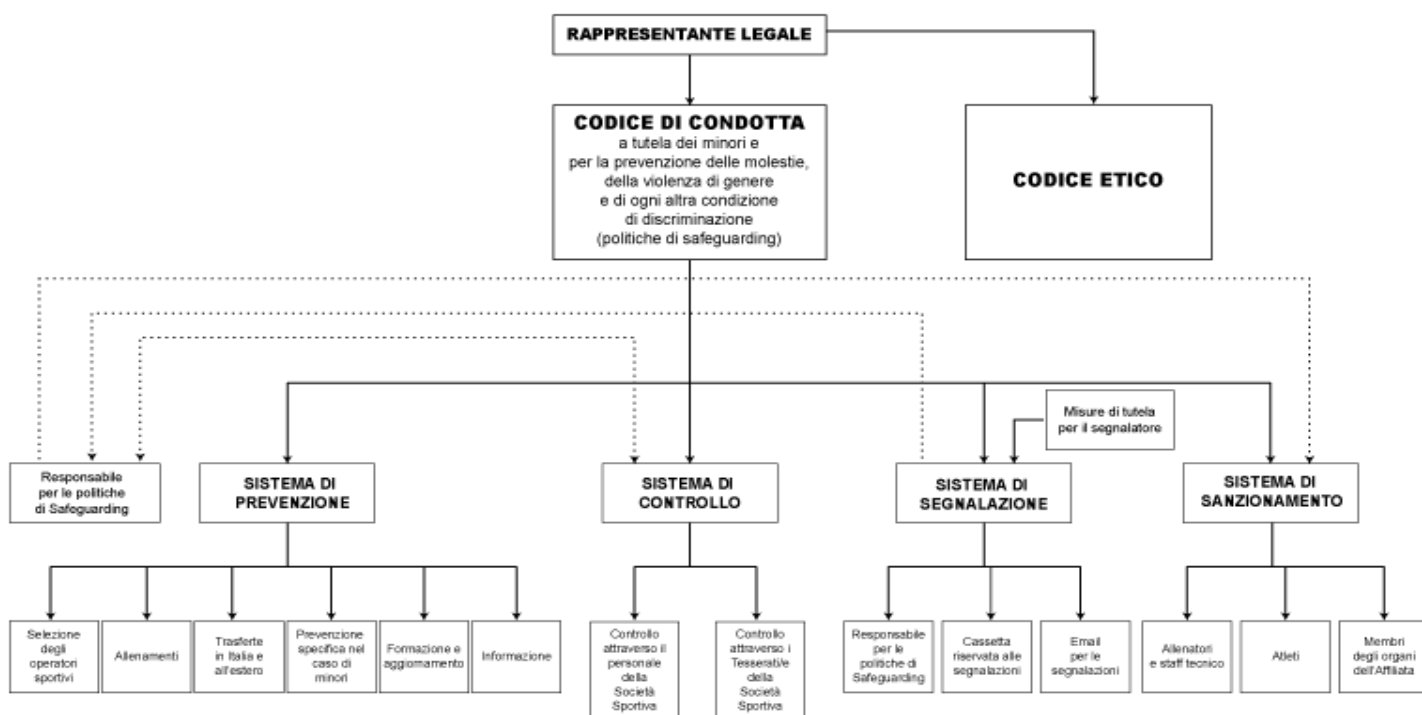 RAPPRESENTANTE LEGALE
CODICE DI CONDOTTA
a tutela dei minori e
per la prevenzione delle molestie,
della violenza di genere
e di ogni altra condizione
di discriminazione
(politiche di safeguarding)
CODICE ETICO
Misure di tutela
per il segnalatore
Responsabile
per le politiche
di Safeguarding
SISTEMA DI
PREVENZIONE
SISTEMA DI
CONTROLLO
SISTEMA DI
SEGNALAZIONE
SISTEMA DI
SANZIONAMENTO
Selezione
degli
operatori
sportivi
Allenamenti
Trasferte
in Italia e
all'estero
Prevenzione
specifica nel
caso di
minori
Formazione e
aggiornamento
Informazione
Controllo
attraverso il
personale
della
Società
Sportiva
Controllo
attraverso i
Tesserati/e
della
Società
Sportiva
Responsabile
per le
politiche di
Safeguarding
Cassetta
riservata alle
segnalazioni
Email
per le
segnalazioni
Allenatori
e staff tecnico
Atleti
Membri
degli organi
dell'Affiliata